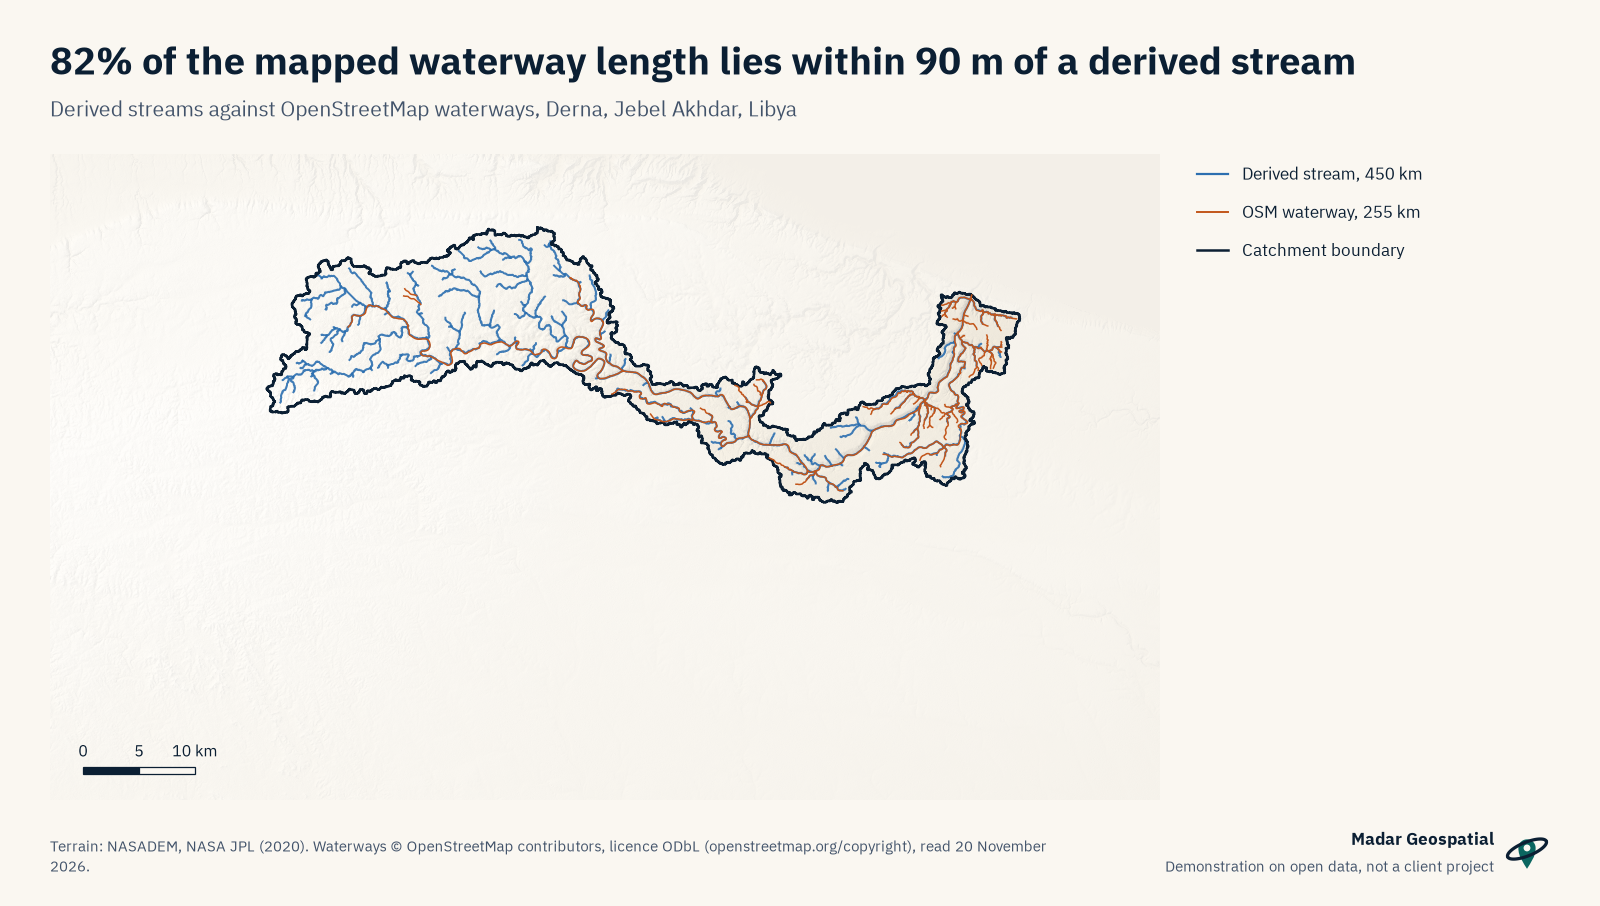 82% of the mapped waterway length lies within 90 m of a derived stream
Derived streams against OpenStreetMap waterways, Derna, Jebel Akhdar, Libya
Derived stream, 450 km
OSM waterway, 255 km
Catchment boundary
0 5 10 km
Terrain: NASADEM, NASA JPL (2020). Waterways © OpenStreetMap contributors, licence ODbL (openstreetmap.org/copyright), read 20 November
2026.
Madar Geospatial
Demonstration on open data, not a client project